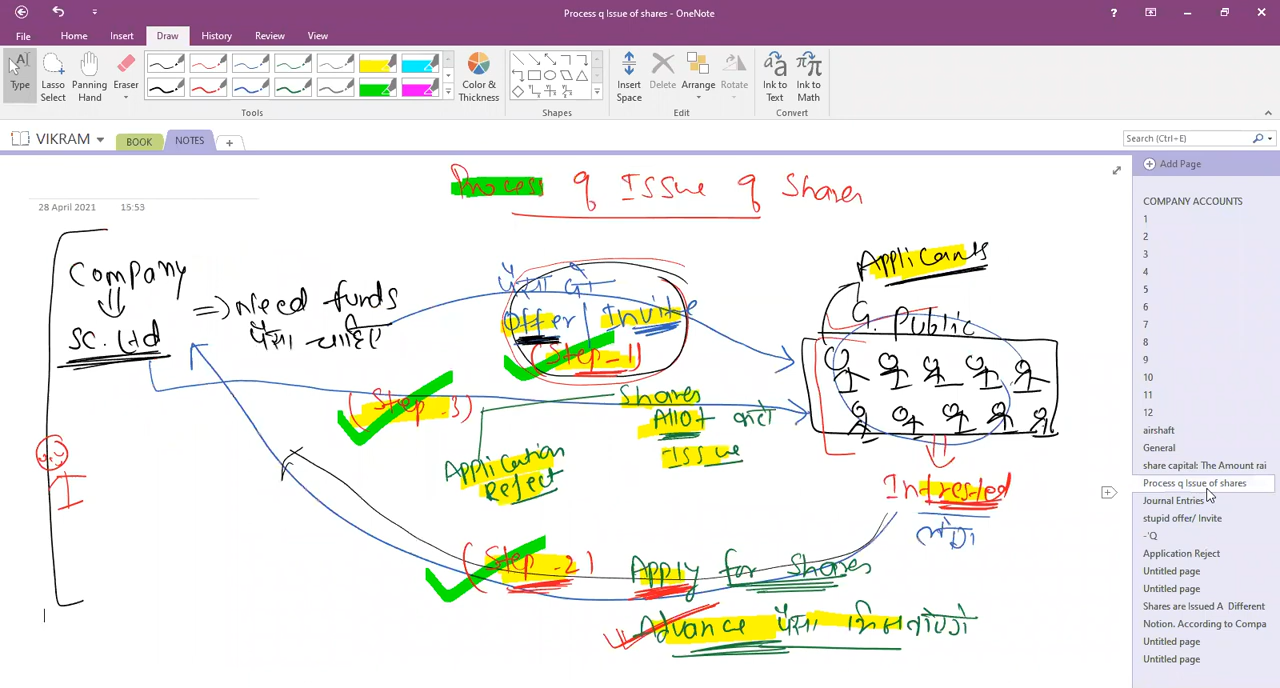 Process q Issue of shares - OneNote
File
Home
Insert
Draw
History
Review
View
Type
Lasso
Select
Panning
Hand
Eraser
Color &
Thickness
Insert
Space
Delete
Arrange
Rotate
Ink to
Text
Ink to
Math
Tools
Shapes
Edit
Convert
VIKRAM
BOOK
NOTES
Search (Ctrl+E)
Add Page
Process q Issue q Shares
28 April 2021
15:53
Company
SC. Ltd
=> Need funds
पैसा चाहिए
Offer | Invite
(Step-1)
Applicants
G. Public
(Step-3)
Shares
Allot करो
Issue
Application
Reject
Intrested
लोग
(Step-2)
Apply for Shares
Advance पैसा
COMPANY ACCOUNTS
1
2
3
4
5
6
7
8
9
10
11
12
airshaft
General
share capital: The Amount rai
Process q Issue of shares
Journal Entries
stupid offer/ Invite
-'Q
Application Reject
Untitled page
Untitled page
Shares are Issued A Different
Notion. According to Compa
Untitled page
Untitled page